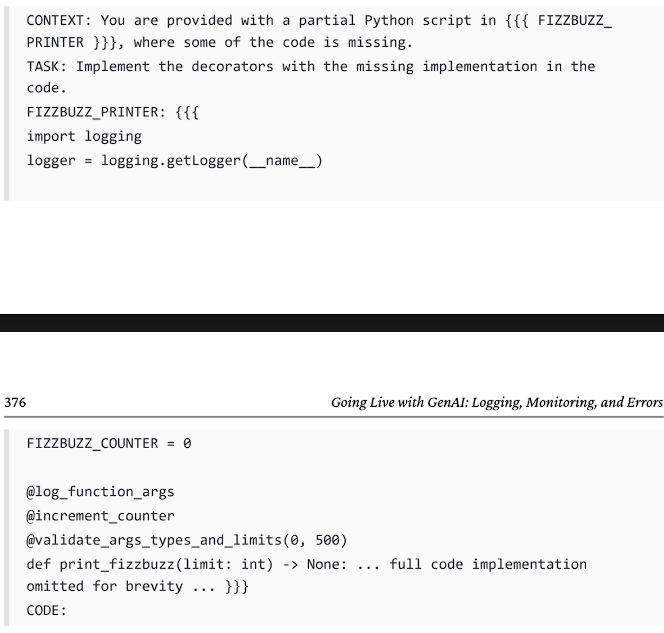 CONTEXT: You are provided with a partial Python script in {{{ FIZZBUZZ_
PRINTER }}}, where some of the code is missing.
TASK: Implement the decorators with the missing implementation in the
code.
FIZZBUZZ_PRINTER: {{{
import logging
logger = logging.getLogger(__name__)
376 Going Live with GenAI: Logging, Monitoring, and Errors
FIZZBUZZ_COUNTER = 0
@log_function_args
@increment_counter
@validate_args_types_and_limits(0, 500)
def print_fizzbuzz(limit: int) -> None: ... full code implementation
omitted for brevity ... }}}
CODE: